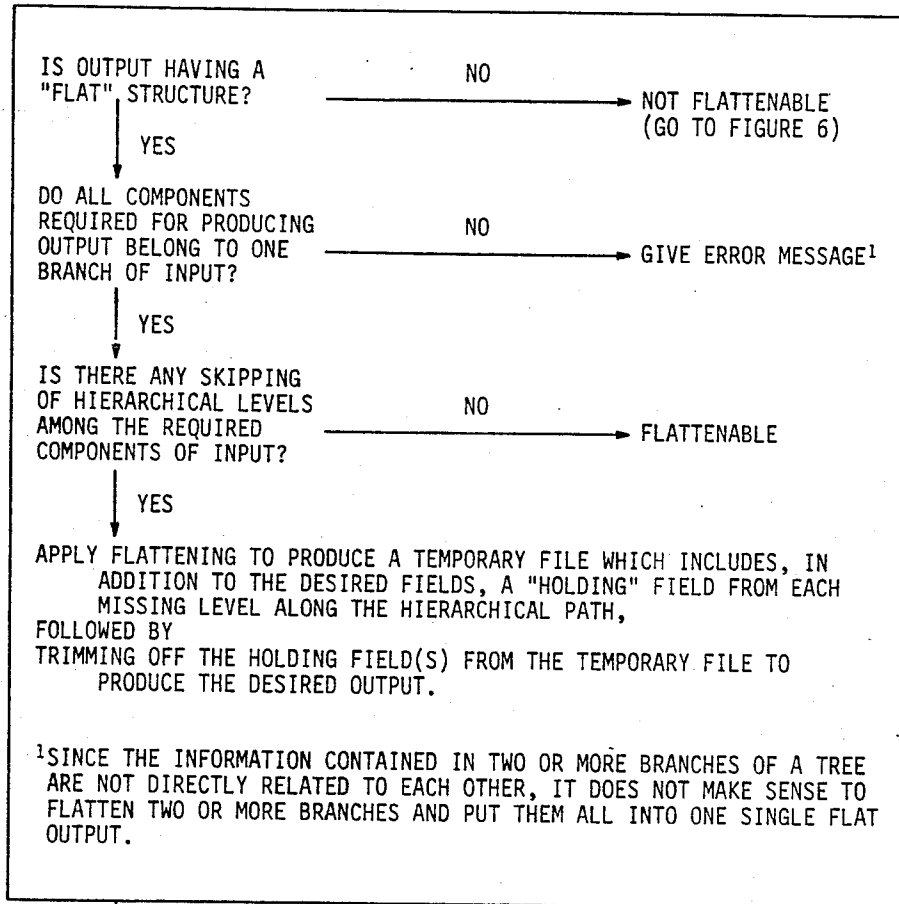 IS OUTPUT HAVING A
"FLAT" STRUCTURE?
NO
NOT FLATTENABLE
(GO TO FIGURE 6)
YES
DO ALL COMPONENTS
REQUIRED FOR PRODUCING
OUTPUT BELONG TO ONE
BRANCH OF INPUT?
NO
GIVE ERROR MESSAGE¹
YES
IS THERE ANY SKIPPING
OF HIERARCHICAL LEVELS
AMONG THE REQUIRED
COMPONENTS OF INPUT?
NO
FLATTENABLE
YES
APPLY FLATTENING TO PRODUCE A TEMPORARY FILE WHICH INCLUDES, IN
ADDITION TO THE DESIRED FIELDS, A "HOLDING" FIELD FROM EACH
MISSING LEVEL ALONG THE HIERARCHICAL PATH,
FOLLOWED BY
TRIMMING OFF THE HOLDING FIELD(S) FROM THE TEMPORARY FILE TO
PRODUCE THE DESIRED OUTPUT.
¹SINCE THE INFORMATION CONTAINED IN TWO OR MORE BRANCHES OF A TREE
ARE NOT DIRECTLY RELATED TO EACH OTHER, IT DOES NOT MAKE SENSE TO
FLATTEN TWO OR MORE BRANCHES AND PUT THEM ALL INTO ONE SINGLE FLAT
OUTPUT.